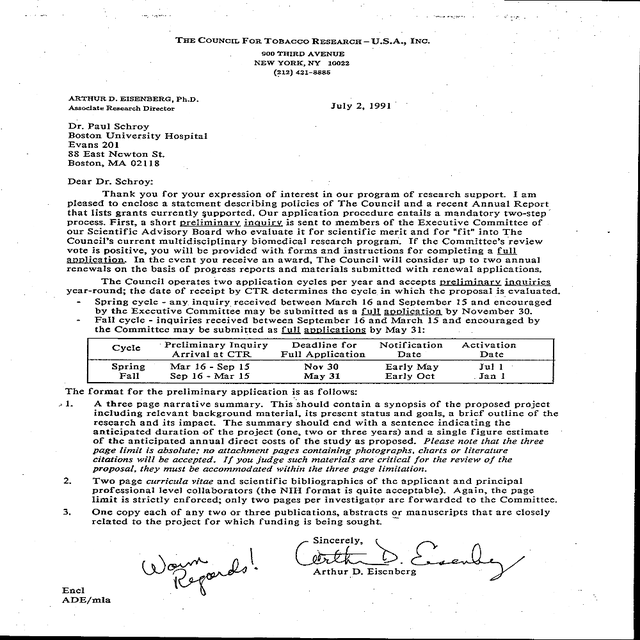 THE COUNCIL FOR TOBACCO RESEARCH—U.S.A., INC.
900 THIRD AVENUE
NEW YORK, NY 10022
(212) 421-8885
ARTHUR D. EISENBERG, Ph.D.
Associate Research Director
July 2, 1991
Dr. Paul Schroy
Boston University Hospital
Evans 201
88 East Newton St.
Boston, MA 02118
Dear Dr. Schroy:
Thank you for your expression of interest in our program of research support. I am
pleased to enclose a statement describing policies of The Council and a recent Annual Report
that lists grants currently supported. Our application procedure entails a mandatory two-step
process. First, a short preliminary inquiry is sent to members of the Executive Committee of
our Scientific Advisory Board who evaluate it for scientific merit and for "fit" into The
Council's current multidisciplinary biomedical research program. If the Committee's review
vote is positive, you will be provided with forms and instructions for completing a full
application. In the event you receive an award, The Council will consider up to two annual
renewals on the basis of progress reports and materials submitted with renewal applications.
The Council operates two application cycles per year and accepts preliminary inquiries
year-round; the date of receipt by CTR determines the cycle in which the proposal is evaluated.
- Spring cycle - any inquiry received between March 16 and September 15 and encouraged
by the Executive Committee may be submitted as a full application by November 30.
- Fall cycle - inquiries received between September 16 and March 15 and encouraged by
the Committee may be submitted as full applications by May 31:
Cycle Preliminary Inquiry Arrival at CTR Deadline for Full Application Notification Date Activation Date
Spring Mar 16 - Sep 15 Nov 30 Early May Jul 1
Fall Sep 16 - Mar 15 May 31 Early Oct Jan 1
The format for the preliminary application is as follows:
1. A three page narrative summary. This should contain a synopsis of the proposed project
including relevant background material, its present status and goals, a brief outline of the
research and its impact. The summary should end with a sentence indicating the
anticipated duration of the project (one, two or three years) and a single figure estimate
of the anticipated annual direct costs of the study as proposed. Please note that the three
page limit is absolute; no attachment pages containing photographs, charts or literature
citations will be accepted. If you judge such materials are critical for the review of the
proposal, they must be accommodated within the three page limitation.
2. Two page curricula vitae and scientific bibliographies of the applicant and principal
professional level collaborators (the NIH format is quite acceptable). Again, the page
limit is strictly enforced; only two pages per investigator are forwarded to the Committee.
3. One copy each of any two or three publications, abstracts or manuscripts that are closely
related to the project for which funding is being sought.
Sincerely,
Warm Regards!
Arthur D. Eisenberg
Arthur D. Eisenberg
Encl
ADE/mla